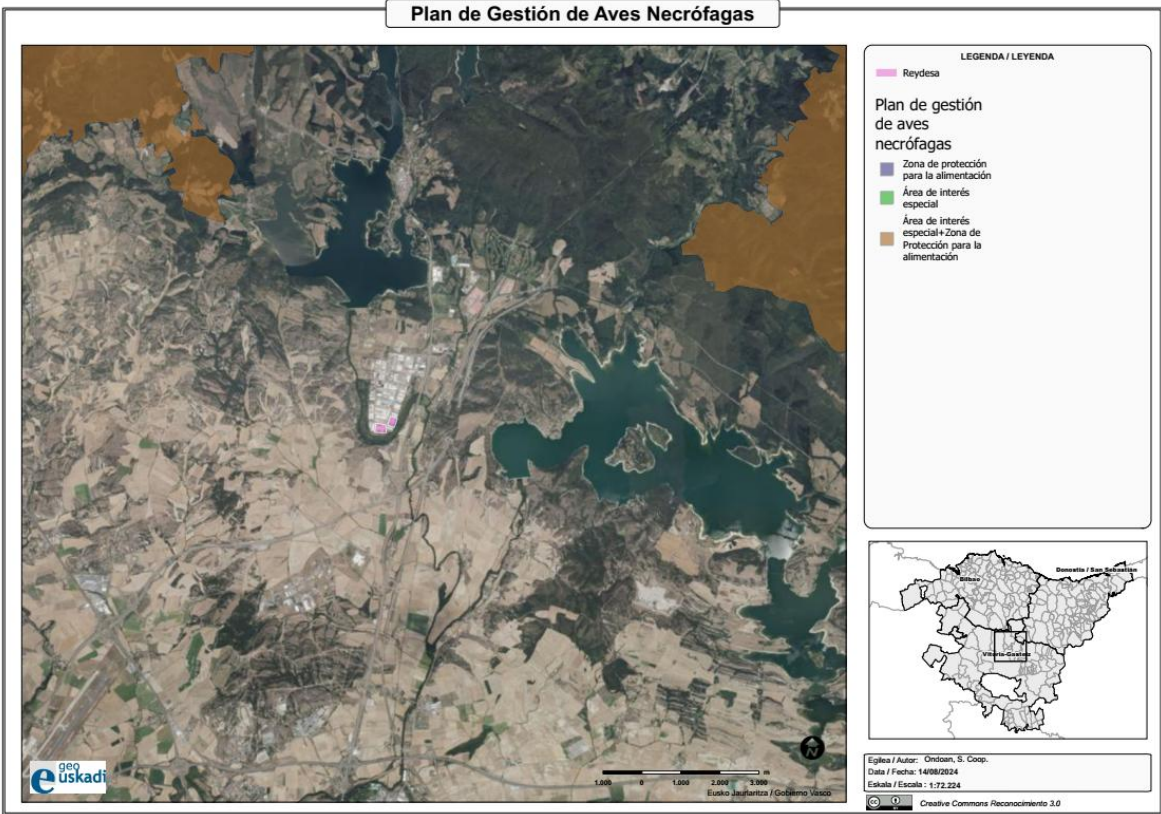 Plan de Gestión de Aves Necrófagas
LEGENDA / LEYENDA
Reydesa
Plan de gestión
de aves
necrófagas
Zona de protección
para la alimentación
Área de interés
especial
Área de interés
especial+Zona de
Protección para la
alimentación
Donostia / San Sebastián
Bilbao
Vitoria-Gasteiz
N
geo
euskadi
1.000 0 1.000 2.000 3.000 m
Eusko Jaurlaritza / Gobierno Vasco
Egilea / Autor: Ondoan, S. Coop.
Data / Fecha: 14/08/2024
Eskala / Escala : 1:72.224
cc
Creative Commons Reconocimiento 3.0